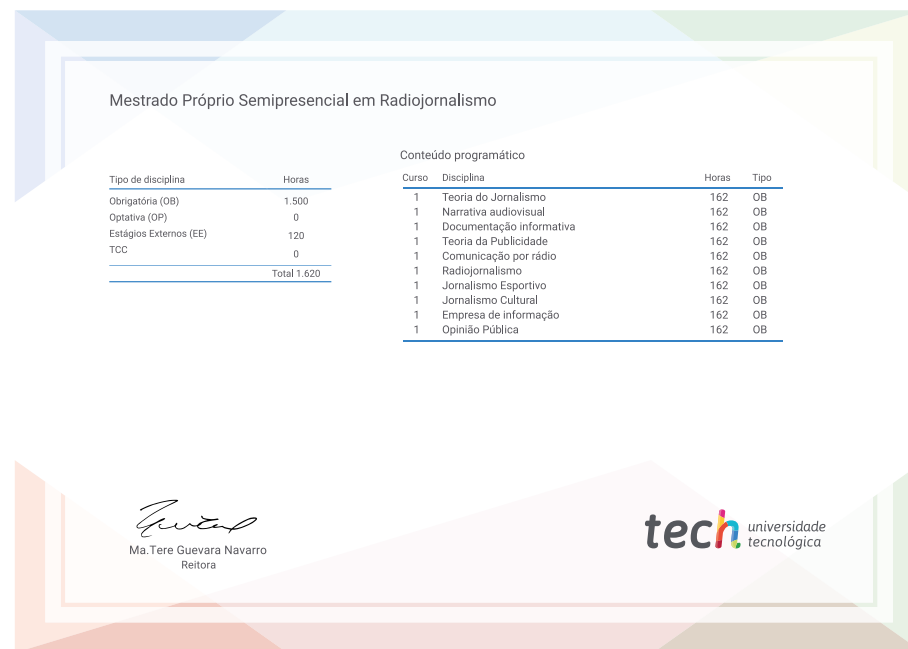 Mestrado Próprio Semipresencial em Radiojornalismo
Tipo de disciplina Horas
Obrigatória (OB) 1.500
Optativa (OP) 0
Estágios Externos (EE) 120
TCC 0
Total 1.620
Conteúdo programático
Curso Disciplina Horas Tipo
1 Teoria do Jornalismo 162 OB
1 Narrativa audiovisual 162 OB
1 Documentação informativa 162 OB
1 Teoria da Publicidade 162 OB
1 Comunicação por rádio 162 OB
1 Radiojornalismo 162 OB
1 Jornalismo Esportivo 162 OB
1 Jornalismo Cultural 162 OB
1 Empresa de informação 162 OB
1 Opinião Pública 162 OB
Ma.Tere Guevara Navarro
Reitora
tech universidade
tecnológica